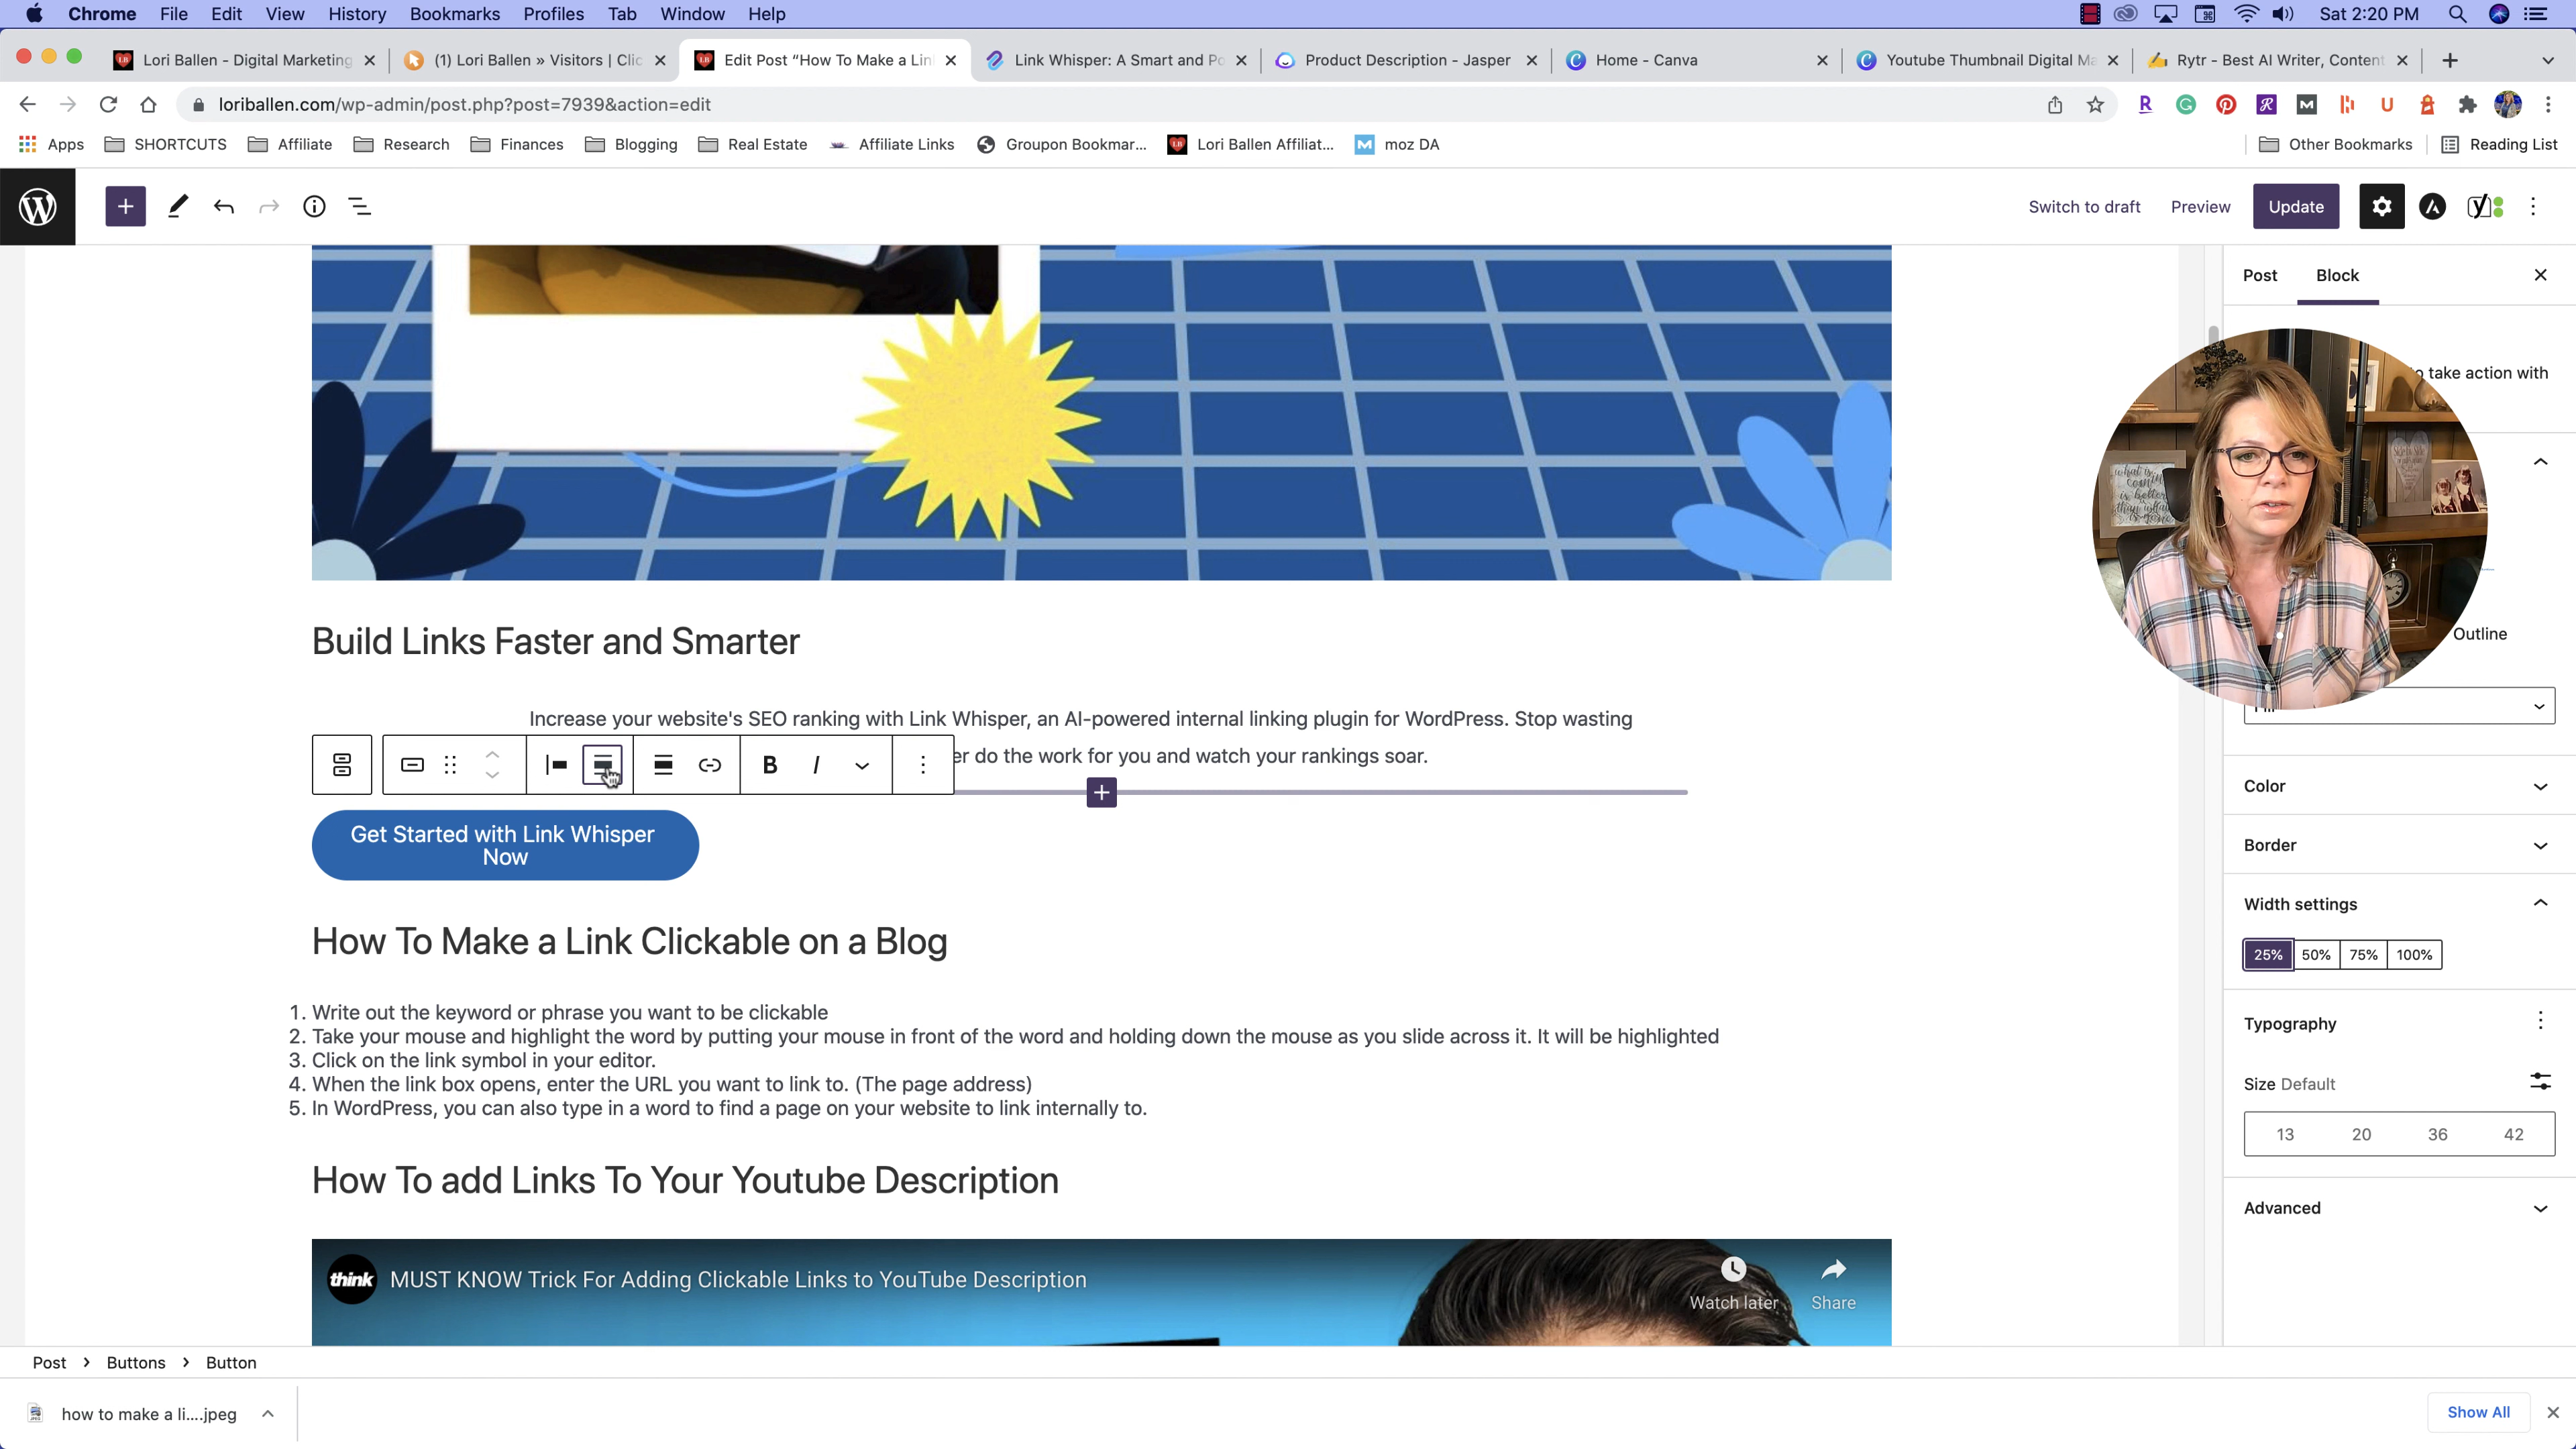 Chrome File Edit View History Bookmarks Profiles Tab Window Help
Sat 2:20 PM
Lori Ballen - Digital Marketing
(1) Lori Ballen » Visitors | Clic
Edit Post “How To Make a Lin
Link Whisper: A Smart and Po
Product Description - Jasper
Home - Canva
Youtube Thumbnail Digital Ma
Rytr - Best AI Writer, Content
loriballen.com/wp-admin/post.php?post=7939&action=edit
Apps SHORTCUTS Affiliate Research Finances Blogging Real Estate Affiliate Links Groupon Bookmar... Lori Ballen Affiliat... moz DA Other Bookmarks Reading List
Switch to draft Preview Update
Post Block
to take action with
Outline
Build Links Faster and Smarter
Increase your website's SEO ranking with Link Whisper, an AI-powered internal linking plugin for WordPress. Stop wasting
er do the work for you and watch your rankings soar.
B I
Get Started with Link Whisper
Now
How To Make a Link Clickable on a Blog
1. Write out the keyword or phrase you want to be clickable
2. Take your mouse and highlight the word by putting your mouse in front of the word and holding down the mouse as you slide across it. It will be highlighted
3. Click on the link symbol in your editor.
4. When the link box opens, enter the URL you want to link to. (The page address)
5. In WordPress, you can also type in a word to find a page on your website to link internally to.
How To add Links To Your Youtube Description
think MUST KNOW Trick For Adding Clickable Links to YouTube Description
Watch later Share
Color
Border
Width settings
25% 50% 75% 100%
Typography
Size Default
13 20 36 42
Advanced
Post › Buttons › Button
how to make a li....jpeg
Show All